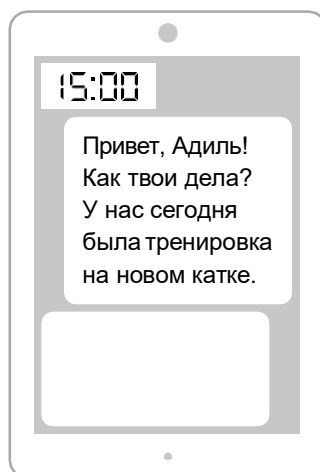 15:00
Привет, Адиль!
Как твои дела?
У нас сегодня
была тренировка
на новом катке.